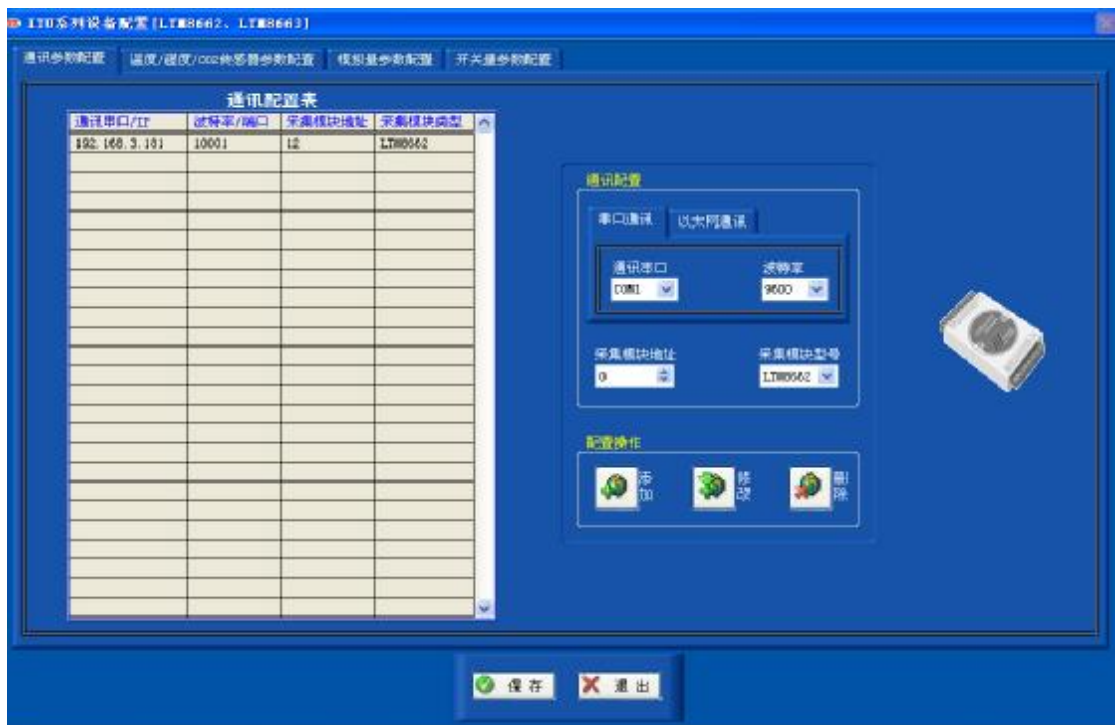 ITU系列设备配置[LTM8662、LTM8663]
通讯参数配置 温度/湿度/CO2传感器参数配置 模拟量参数配置 开关量参数配置
通讯配置表
通讯串口/IP 波特率/端口 采集模块地址 采集模块类型
192.168.3.181 10001 12 LTM8662
通讯配置
串口通讯 以太网通讯
通讯串口 波特率
COM1 9600
采集模块地址 采集模块型号
0 LTM8662
配置操作
添加 修改 删除
保存 退出